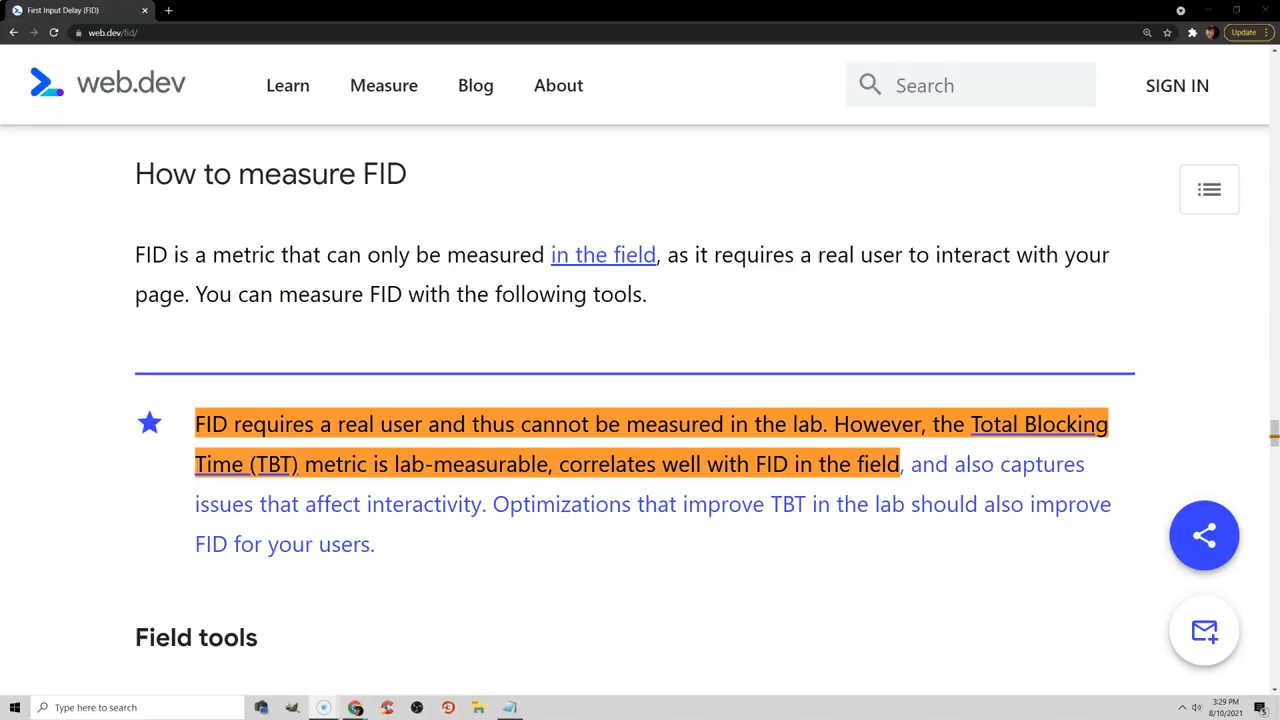 First Input Delay (FID)
web.dev/fid/
Update
web.dev
Learn
Measure
Blog
About
Search
SIGN IN
How to measure FID
FID is a metric that can only be measured in the field, as it requires a real user to interact with your
page. You can measure FID with the following tools.
FID requires a real user and thus cannot be measured in the lab. However, the Total Blocking
Time (TBT) metric is lab-measurable, correlates well with FID in the field, and also captures
issues that affect interactivity. Optimizations that improve TBT in the lab should also improve
FID for your users.
Field tools
Type here to search
3:29 PM
8/10/2021
5